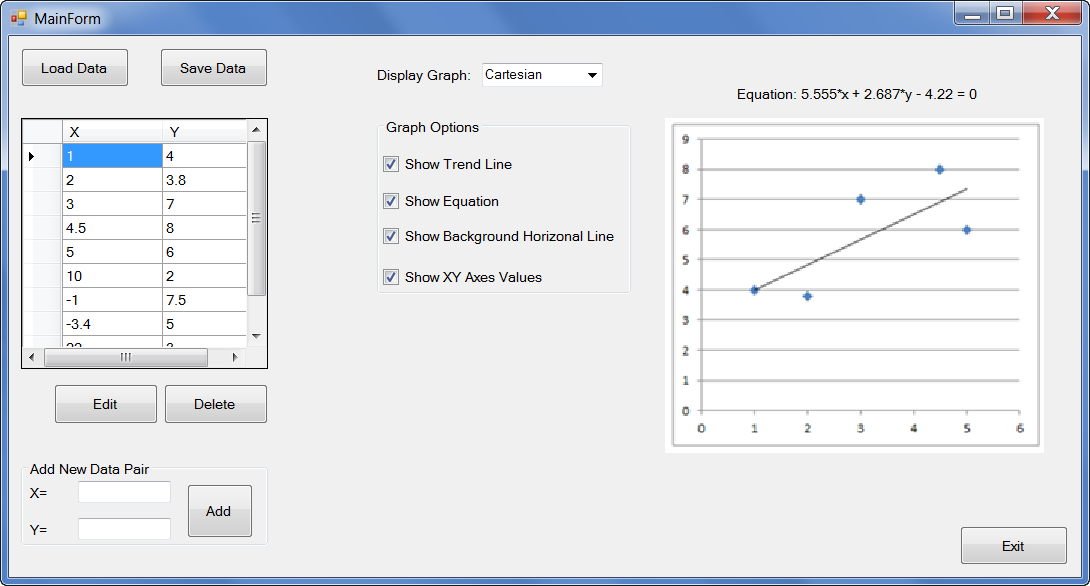 MainForm
Load Data Save Data
Display Graph: Cartesian
Equation: 5.555*x + 2.687*y - 4.22 = 0
X Y
1 4
2 3.8
3 7
4.5 8
5 6
10 2
-1 7.5
-3.4 5
Edit Delete
Add New Data Pair
X=
Y=
Add
Graph Options
Show Trend Line
Show Equation
Show Background Horizonal Line
Show XY Axes Values
9
8
7
6
5
4
3
2
1
0
0 1 2 3 4 5 6
Exit